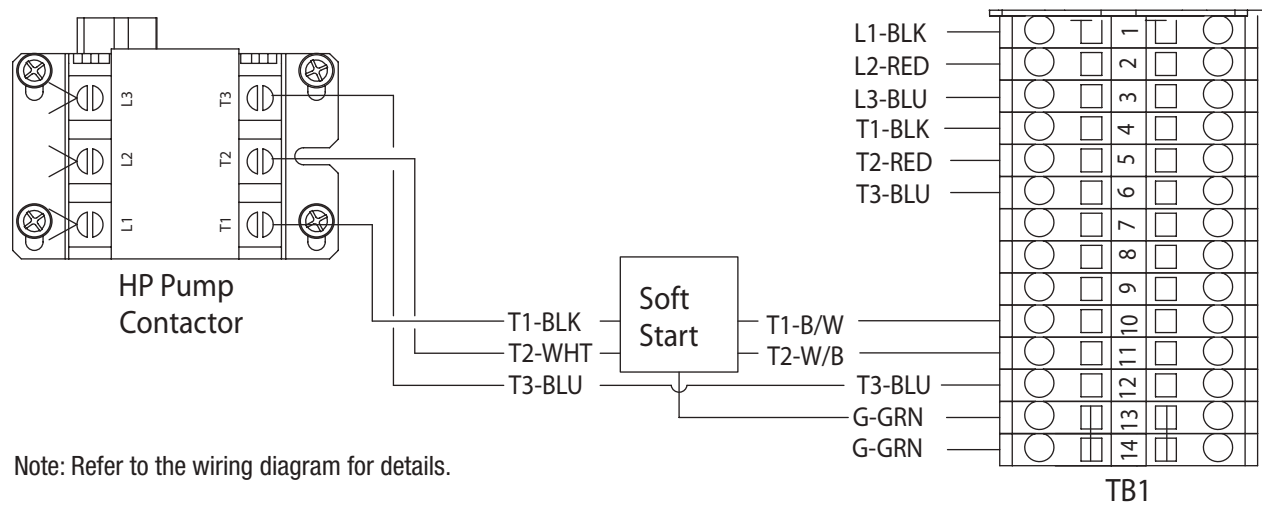 L3
L2
L1
T3
T2
T1
HP Pump
Contactor
T1-BLK
T2-WHT
T3-BLU
Soft
Start
T1-B/W
T2-W/B
T3-BLU
G-GRN
G-GRN
L1-BLK
L2-RED
L3-BLU
T1-BLK
T2-RED
T3-BLU
1
2
3
4
5
6
7
8
9
10
11
12
13
14
TB1
Note: Refer to the wiring diagram for details.